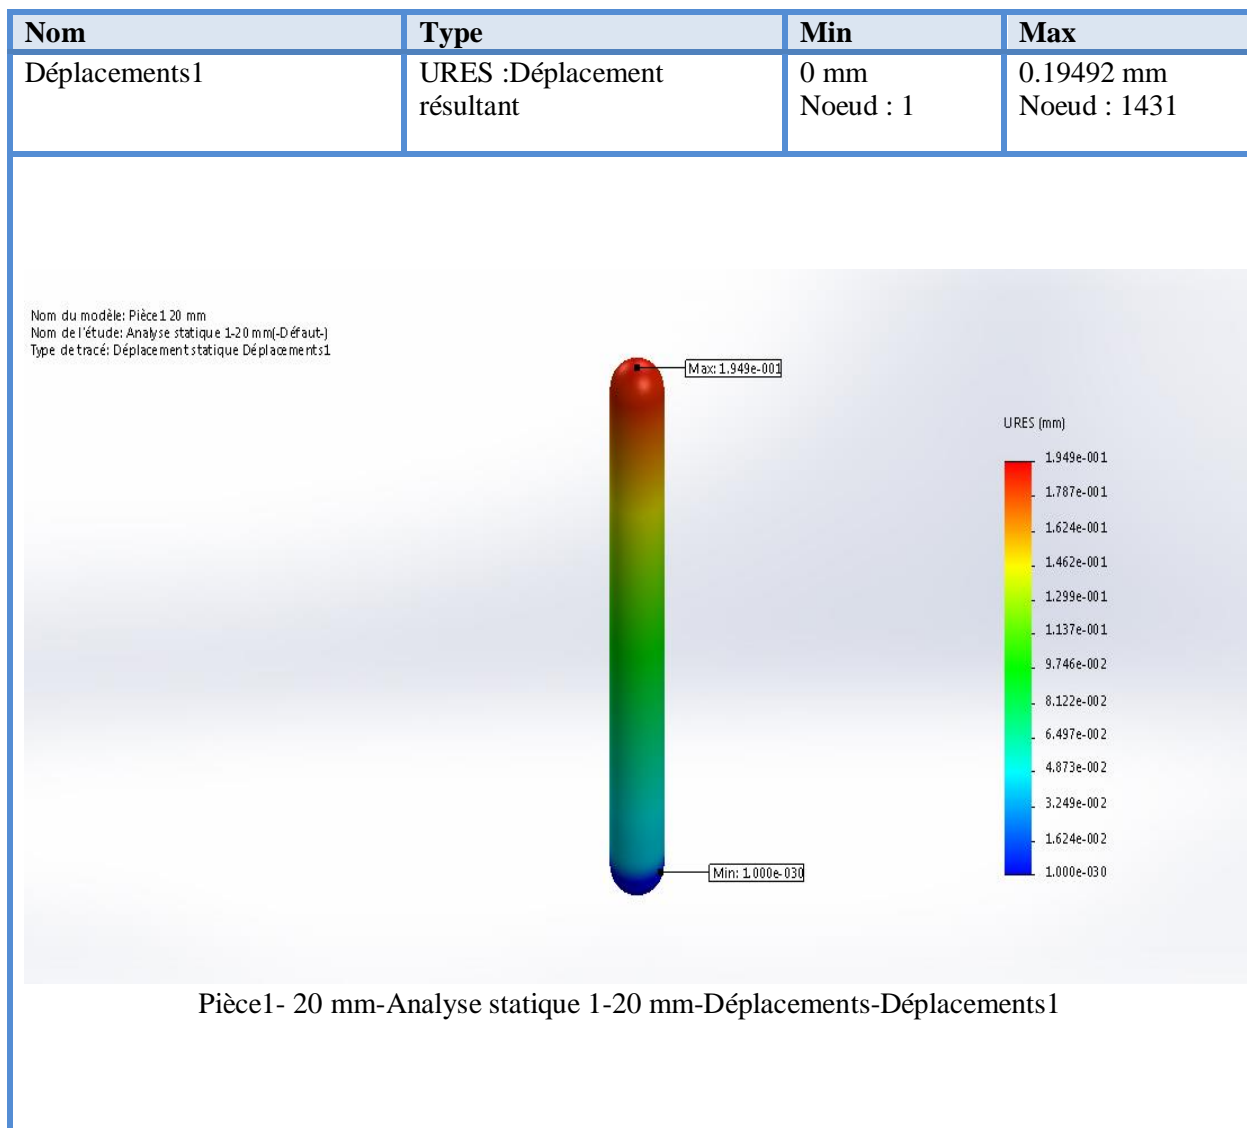 Nom Type Min Max
Déplacements1 URES :Déplacement 0 mm 0.19492 mm
résultant Noeud : 1 Noeud : 1431
Nom du modèle: Pièce1 20 mm
Nom de l'étude: Analyse statique 1-20 mm(-Défaut-)
Type de tracé: Déplacement statique Déplacements1
Max: 1.949e-001
URES (mm)
1.949e-001
1.787e-001
1.624e-001
1.462e-001
1.299e-001
1.137e-001
9.746e-002
8.122e-002
6.497e-002
4.873e-002
3.249e-002
1.624e-002
1.000e-030
Min: 1.000e-030
Pièce1- 20 mm-Analyse statique 1-20 mm-Déplacements-Déplacements1